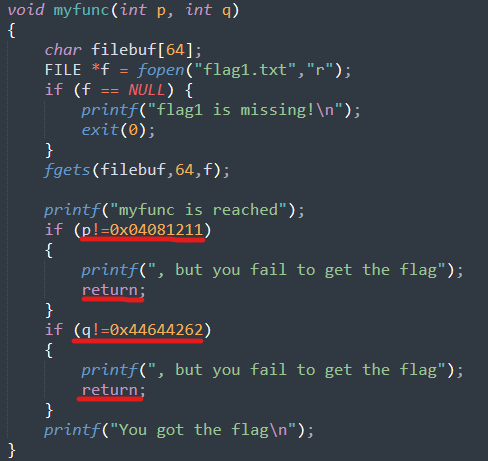 void myfunc(int p, int q)
{
    char filebuf[64];
    FILE *f = fopen("flag1.txt","r");
    if (f == NULL) {
        printf("flag1 is missing!\n");
        exit(0);
    }
    fgets(filebuf,64,f);

    printf("myfunc is reached");
    if (p!=0x04081211)
    {
        printf(", but you fail to get the flag");
        return;
    }
    if (q!=0x44644262)
    {
        printf(", but you fail to get the flag");
        return;
    }
    printf("You got the flag\n");
}